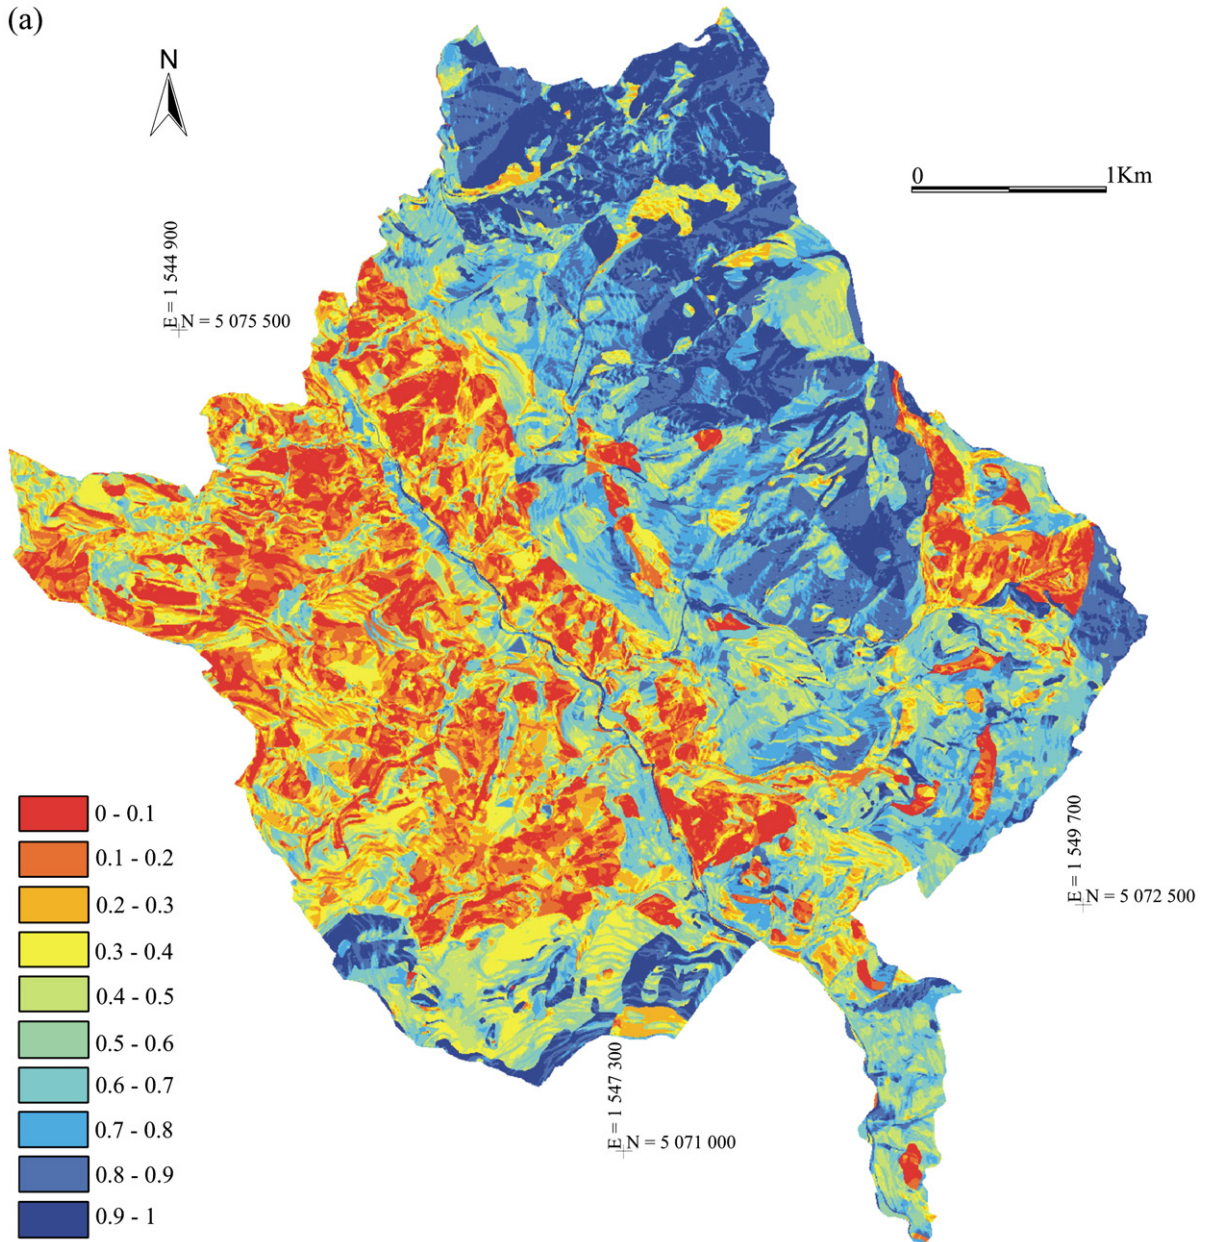 (a)
N
0 1Km
E = 1 544 900
N = 5 075 500
E = 1 549 700
N = 5 072 500
E = 1 547 300
N = 5 071 000
0 - 0.1
0.1 - 0.2
0.2 - 0.3
0.3 - 0.4
0.4 - 0.5
0.5 - 0.6
0.6 - 0.7
0.7 - 0.8
0.8 - 0.9
0.9 - 1